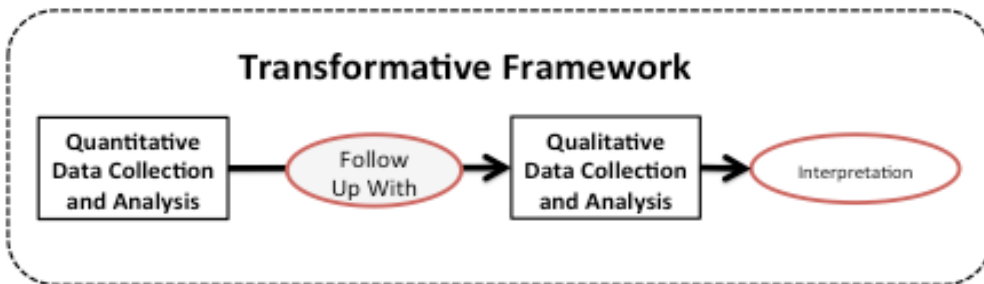 Transformative Framework
Quantitative
Data Collection
and Analysis
Follow
Up With
Qualitative
Data Collection
and Analysis
Interpretation